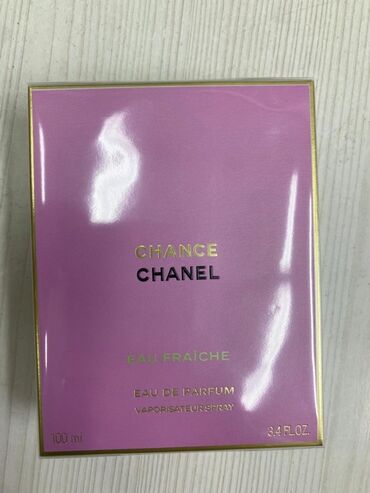 CHANCE
CHANEL
EAU FRAÎCHE
EAU DE PARFUM
VAPORISATEUR SPRAY
100 ml 3.4 FL.OZ.